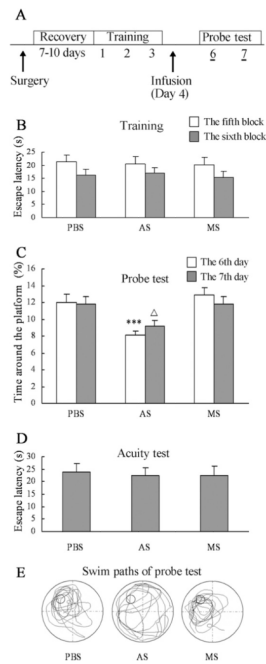 A
Recovery Training Probe test
7-10 days 1 2 3 6 7
Surgery Infusion
(Day 4)
B
Training
The fifth block
The sixth block
Escape latency (s)
25
20
15
10
5
0
PBS AS MS
C
The 6th day
The 7th day
Probe test
Time around the platform (%)
16
14
12
10
8
6
4
2
0
*** △
PBS AS MS
D
Acuity test
Escape latency (s)
30
25
20
15
10
5
0
PBS AS MS
E
Swim paths of probe test
PBS AS MS